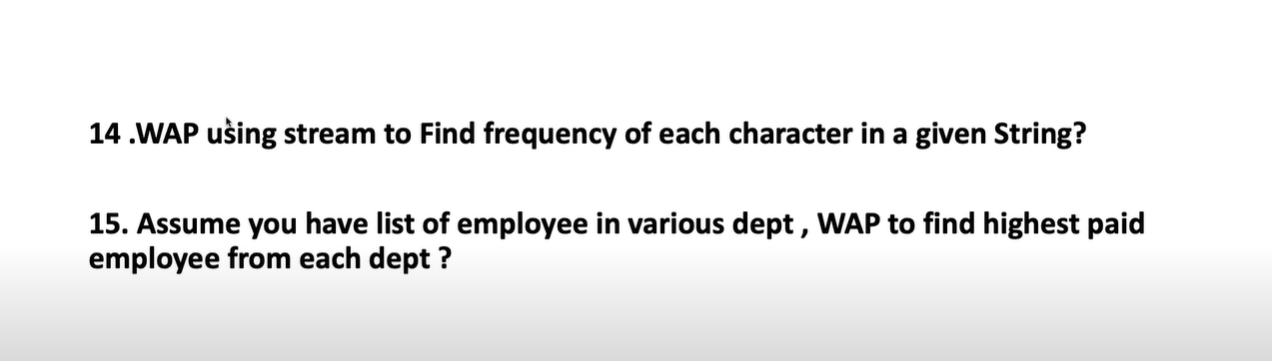 14 .WAP using stream to Find frequency of each character in a given String?
15. Assume you have list of employee in various dept , WAP to find highest paid
employee from each dept ?